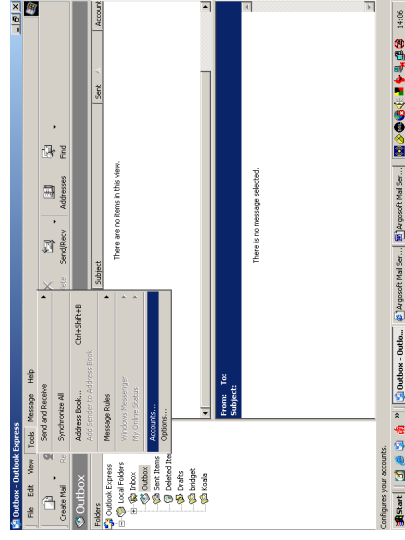 Outbox - Outlook Express
File Edit View Tools Message Help
Create Mail Re Send/Recv Addresses Find
Send and Receive
Synchronize All
Address Book... Ctrl+Shift+B
Add Sender to Address Book
Message Rules
Windows Messenger
My Online Status
Accounts...
Options...
Outbox
Folders
Outlook Express
Local Folders
Inbox
Outbox
Sent Items
Deleted Ite
Drafts
bridget
Koala
Subject Sent Account
There are no items in this view.
From: To:
Subject:
There is no message selected.
Configures your accounts.
Start Outbox - Outlo... Argosoft Mail Ser... Argosoft Mail Ser... 14:06